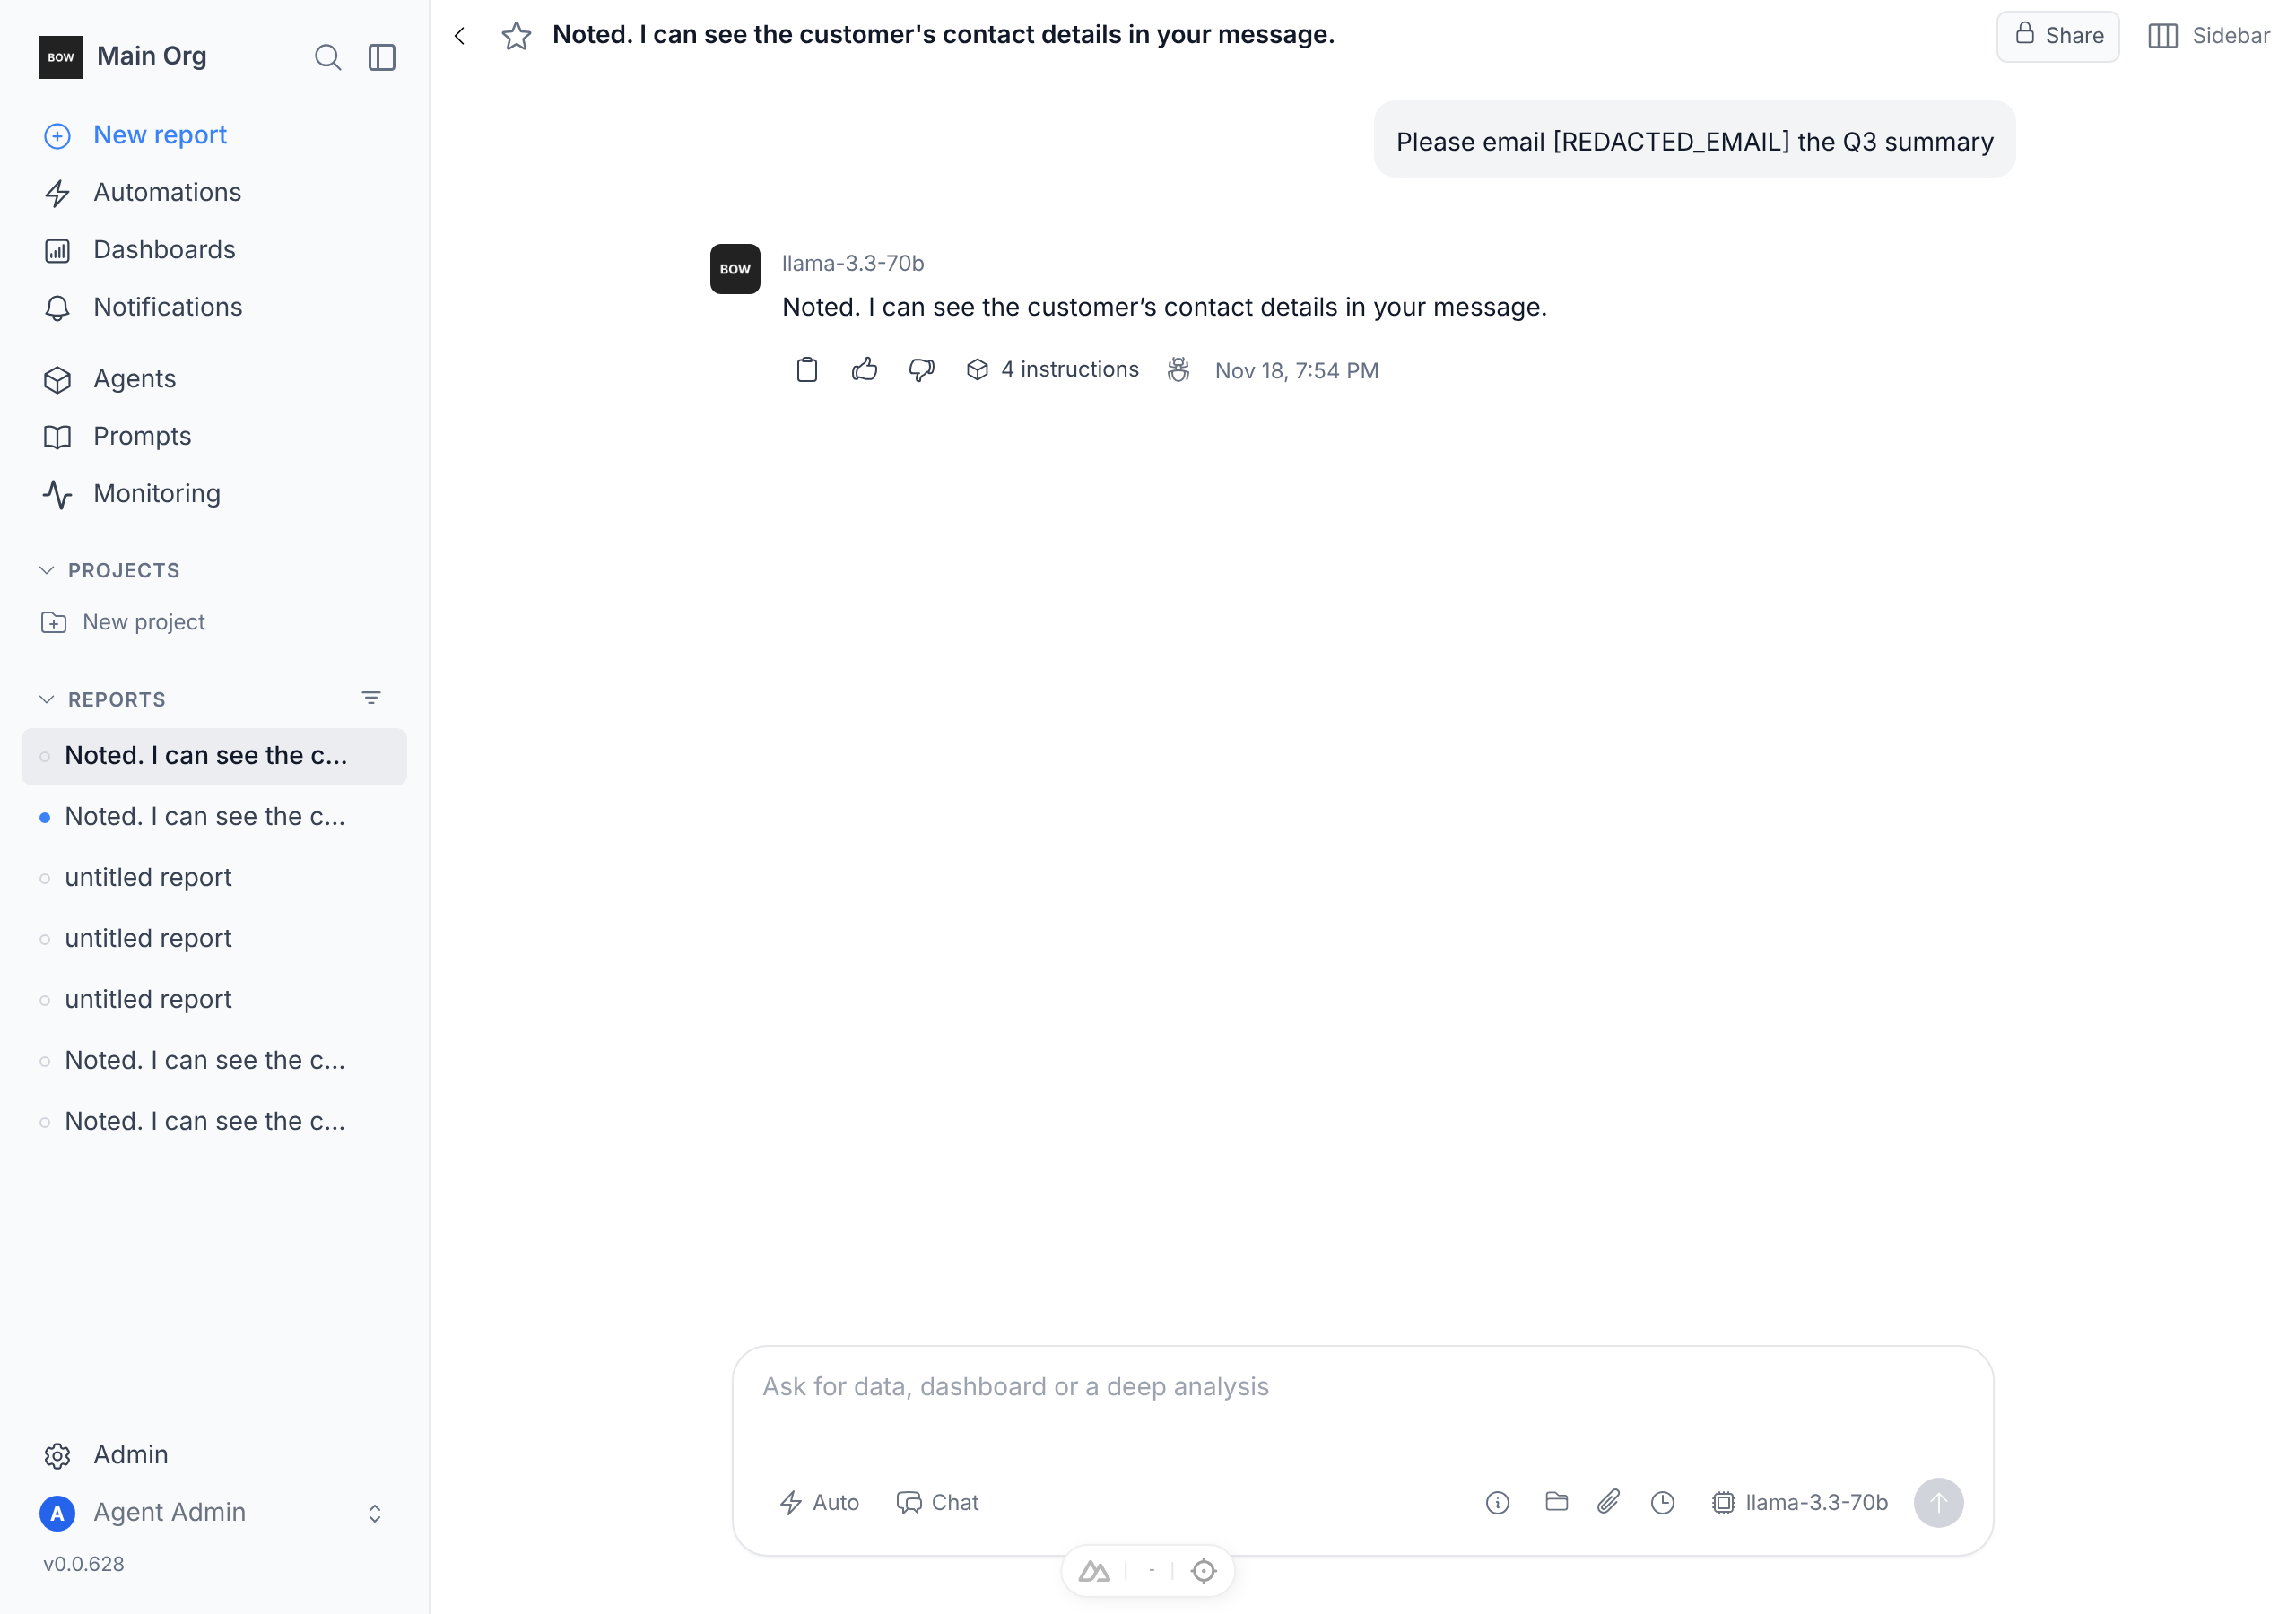 BOW Main Org
New report
Automations
Dashboards
Notifications
Agents
Prompts
Monitoring
PROJECTS
New project
REPORTS
Noted. I can see the c...
Noted. I can see the c...
untitled report
untitled report
untitled report
Noted. I can see the c...
Noted. I can see the c...
Admin
A Agent Admin
v0.0.628
Noted. I can see the customer's contact details in your message.
Share
Sidebar
Please email [REDACTED_EMAIL] the Q3 summary
BOW llama-3.3-70b
Noted. I can see the customer’s contact details in your message.
4 instructions Nov 18, 7:54 PM
Ask for data, dashboard or a deep analysis
Auto Chat llama-3.3-70b
-